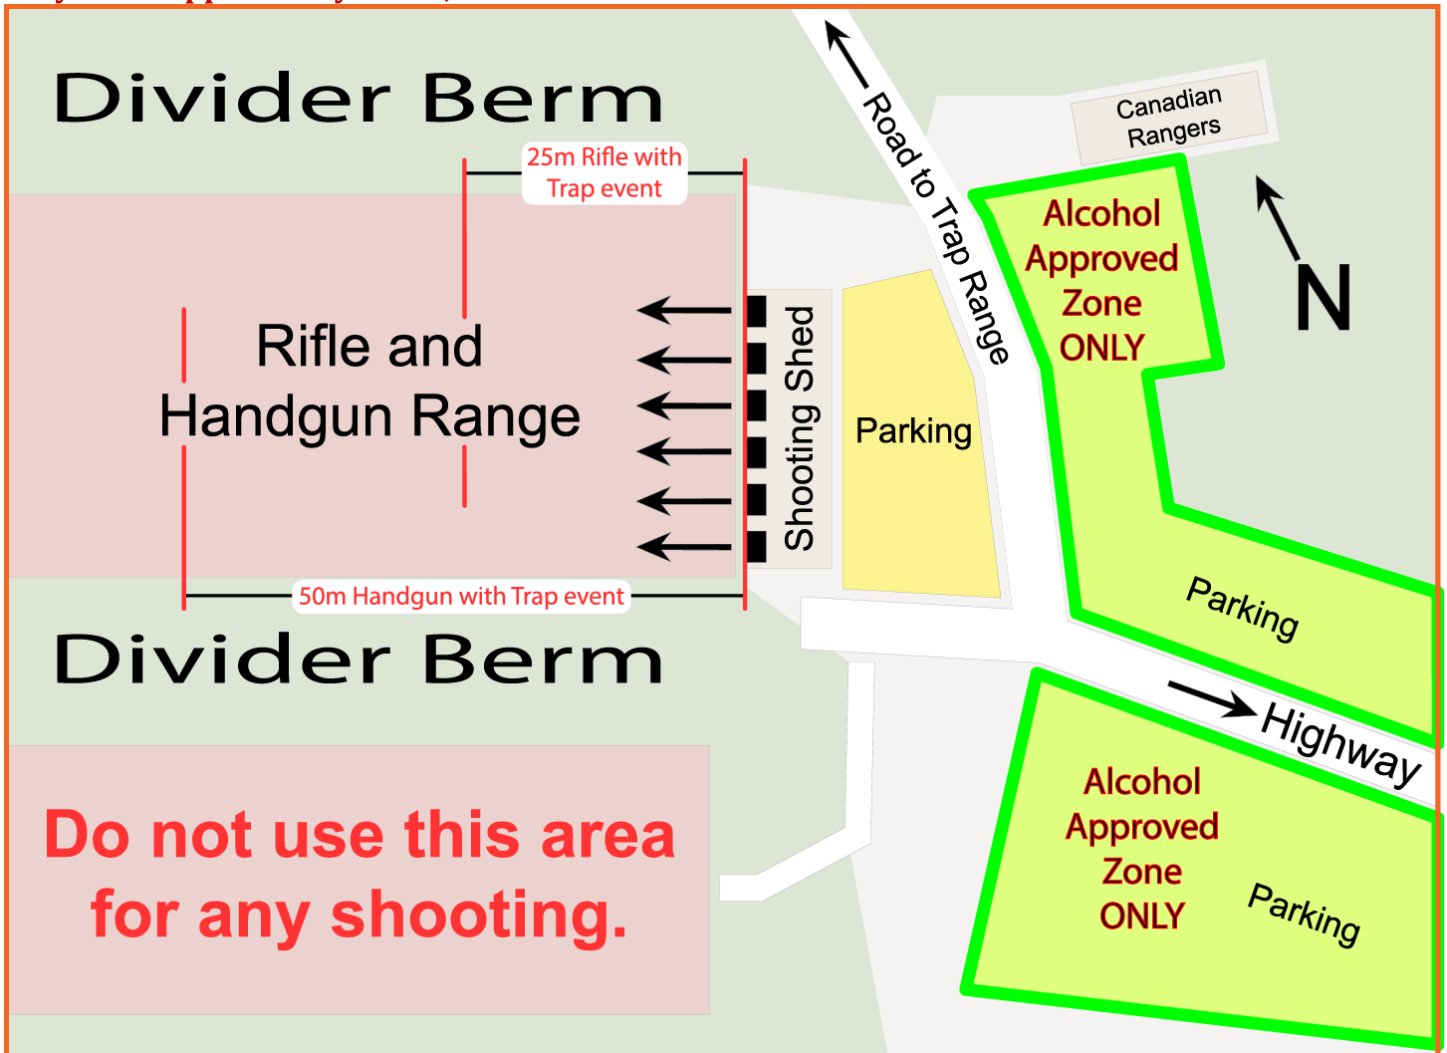 Divider Berm
25m Rifle with
Trap event
Road to Trap Range
Canadian
Rangers
Alcohol
Approved
Zone
ONLY
N
Rifle and
Handgun Range
Shooting Shed
Parking
50m Handgun with Trap event
Parking
Divider Berm
Highway
Do not use this area
for any shooting.
Alcohol
Approved
Zone
ONLY
Parking